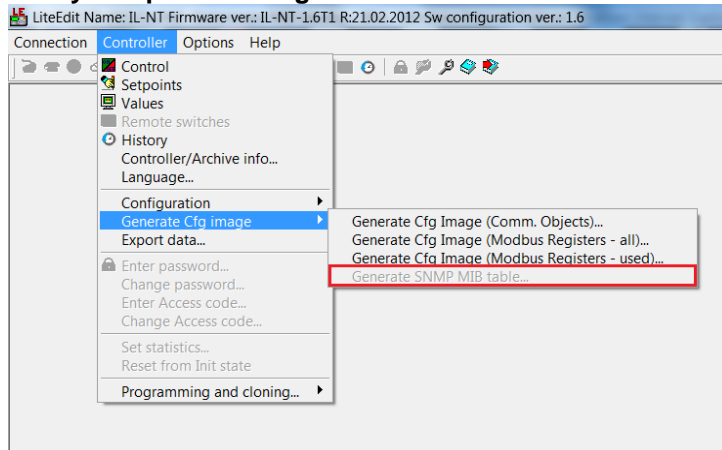 LiteEdit Name: IL-NT Firmware ver.: IL-NT-1.6T1 R:21.02.2012 Sw configuration ver.: 1.6
Connection Controller Options Help
Control
Setpoints
Values
Remote switches
History
Controller/Archive info...
Language...
Configuration
Generate Cfg image
Export data...
Enter password...
Change password...
Enter Access code...
Change Access code...
Set statistics...
Reset from Init state
Programming and cloning...
Generate Cfg Image (Comm. Objects)...
Generate Cfg Image (Modbus Registers - all)...
Generate Cfg Image (Modbus Registers - used)...
Generate SNMP MIB table...